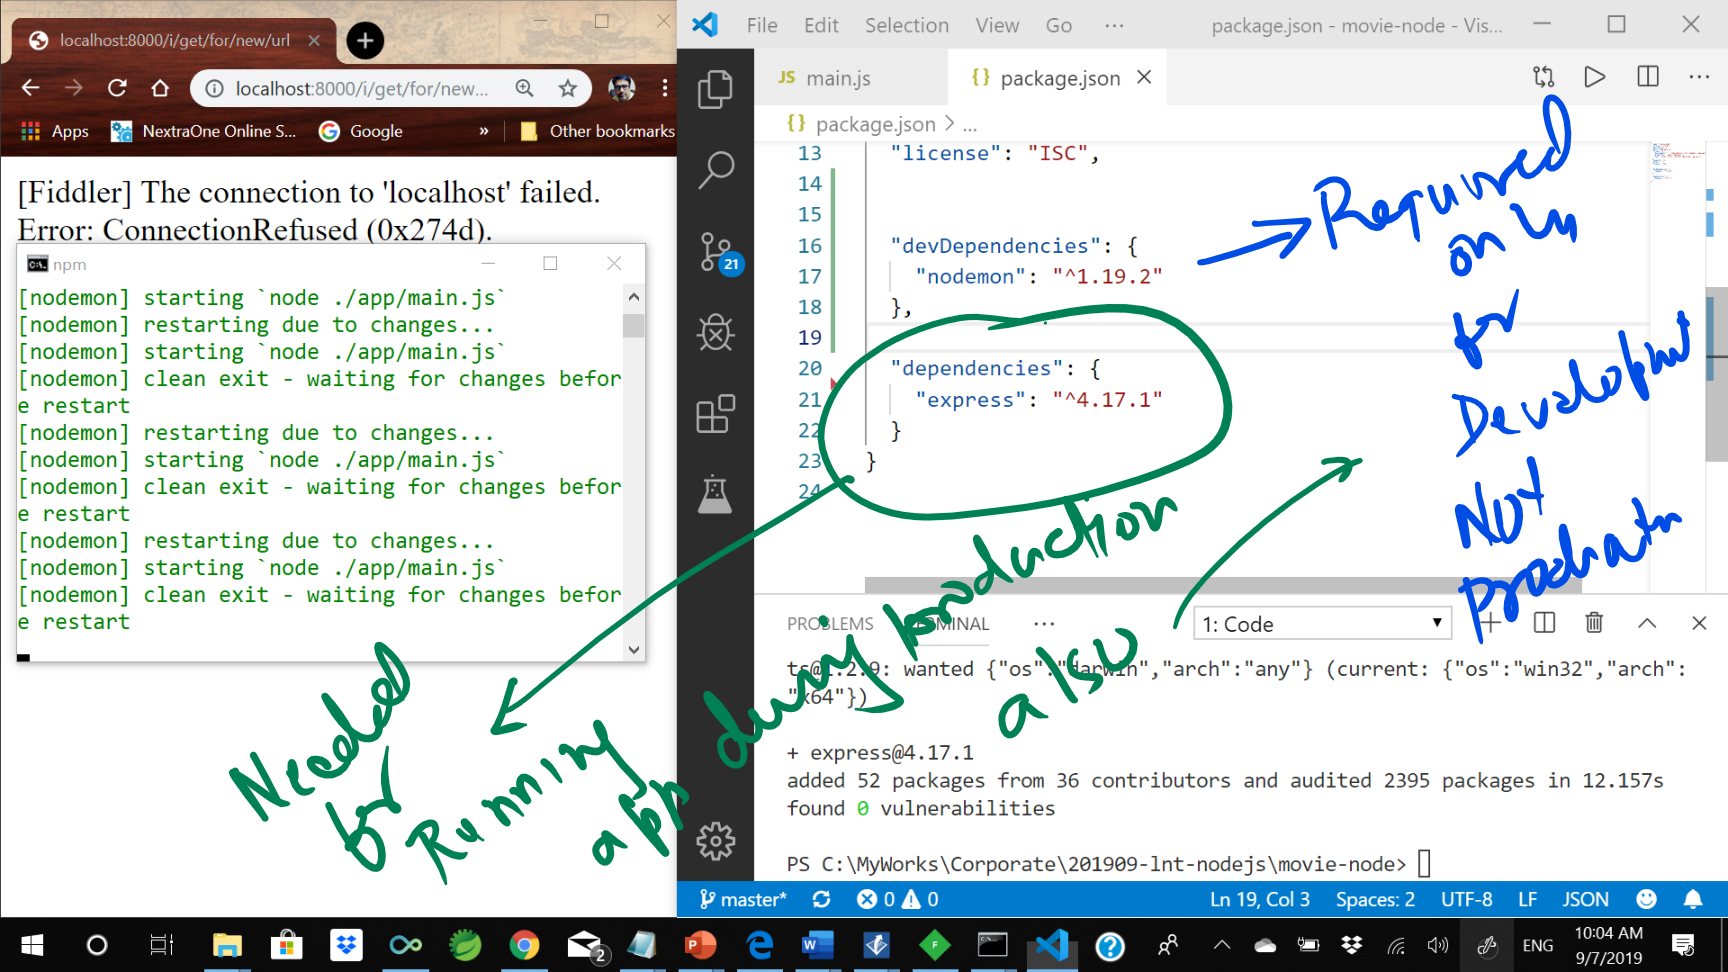 localhost:8000/i/get/for/new/url
localhost:8000/i/get/for/new...
Apps NextraOne Online S... Google » Other bookmarks
[Fiddler] The connection to 'localhost' failed.
Error: ConnectionRefused (0x274d).
npm
[nodemon] starting `node ./app/main.js`
[nodemon] restarting due to changes...
[nodemon] starting `node ./app/main.js`
[nodemon] clean exit - waiting for changes befor
e restart
[nodemon] restarting due to changes...
[nodemon] starting `node ./app/main.js`
[nodemon] clean exit - waiting for changes befor
e restart
[nodemon] restarting due to changes...
[nodemon] starting `node ./app/main.js`
[nodemon] clean exit - waiting for changes befor
e restart
Needed
for
Running
app during production
also
File Edit Selection View Go ··· package.json - movie-node - Vis...
JS main.js {} package.json
{} package.json > ...
13 "license": "ISC",
14
15
16 "devDependencies": {
17 "nodemon": "^1.19.2"
18 },
19
20 "dependencies": {
21 "express": "^4.17.1"
22 }
23 }
24
Required
only
for
Development
Not
PROBLEMS ··· 1: Code
wanted {"os":"darwin","arch":"any"} (current: {"os":"win32","arch":
"x64"})
+ express@4.17.1
added 52 packages from 36 contributors and audited 2395 packages in 12.157s
found 0 vulnerabilities
PS C:\MyWorks\Corporate\201909-lnt-nodejs\movie-node>
21
master* 0 0 Ln 19, Col 3 Spaces: 2 UTF-8 LF JSON
2 ENG 10:04 AM
9/7/2019